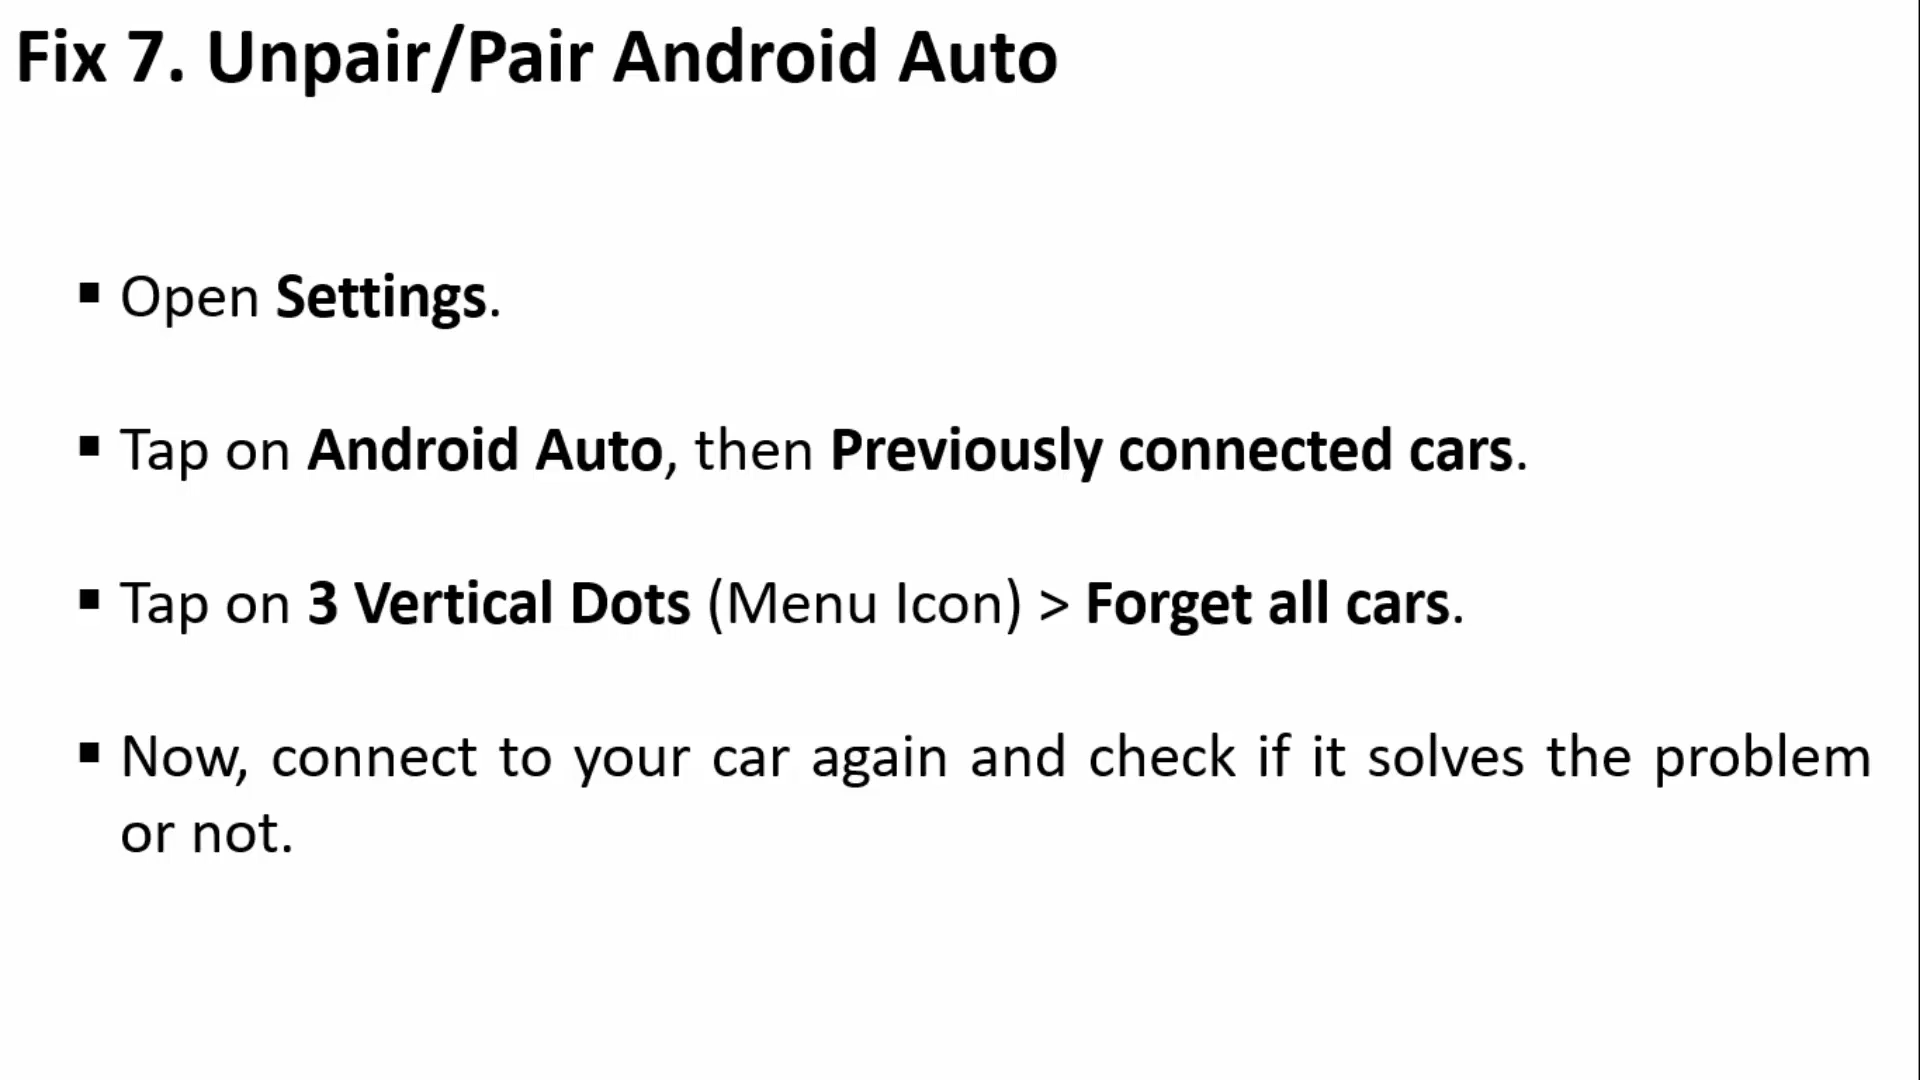 Fix 7. Unpair/Pair Android Auto
▪ Open Settings.
▪ Tap on Android Auto, then Previously connected cars.
▪ Tap on 3 Vertical Dots (Menu Icon) > Forget all cars.
▪ Now, connect to your car again and check if it solves the problem
or not.